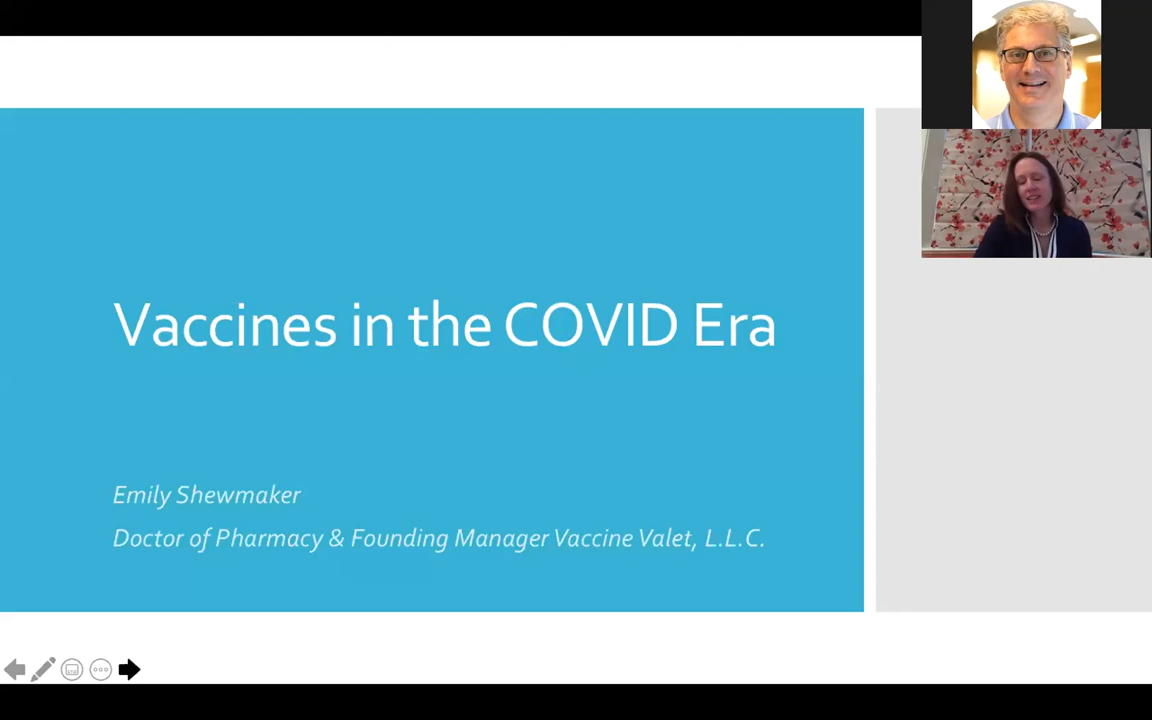 Vaccines in the COVID Era
Emily Shewmaker
Doctor of Pharmacy & Founding Manager Vaccine Valet, L.L.C.